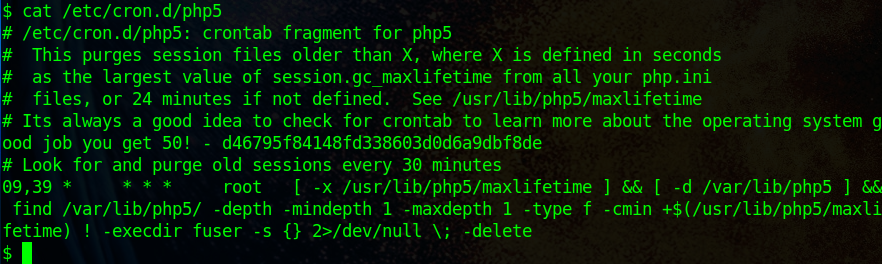 $ cat /etc/cron.d/php5
# /etc/cron.d/php5: crontab fragment for php5
#  This purges session files older than X, where X is defined in seconds
#  as the largest value of session.gc_maxlifetime from all your php.ini
#  files, or 24 minutes if not defined.  See /usr/lib/php5/maxlifetime
# Its always a good idea to check for crontab to learn more about the operating system g
ood job you get 50! - d46795f84148fd338603d0d6a9dbf8de
# Look for and purge old sessions every 30 minutes
09,39 *     * * *     root   [ -x /usr/lib/php5/maxlifetime ] && [ -d /var/lib/php5 ] &&
 find /var/lib/php5/ -depth -mindepth 1 -maxdepth 1 -type f -cmin +$(/usr/lib/php5/maxli
fetime) ! -execdir fuser -s {} 2>/dev/null \; -delete
$